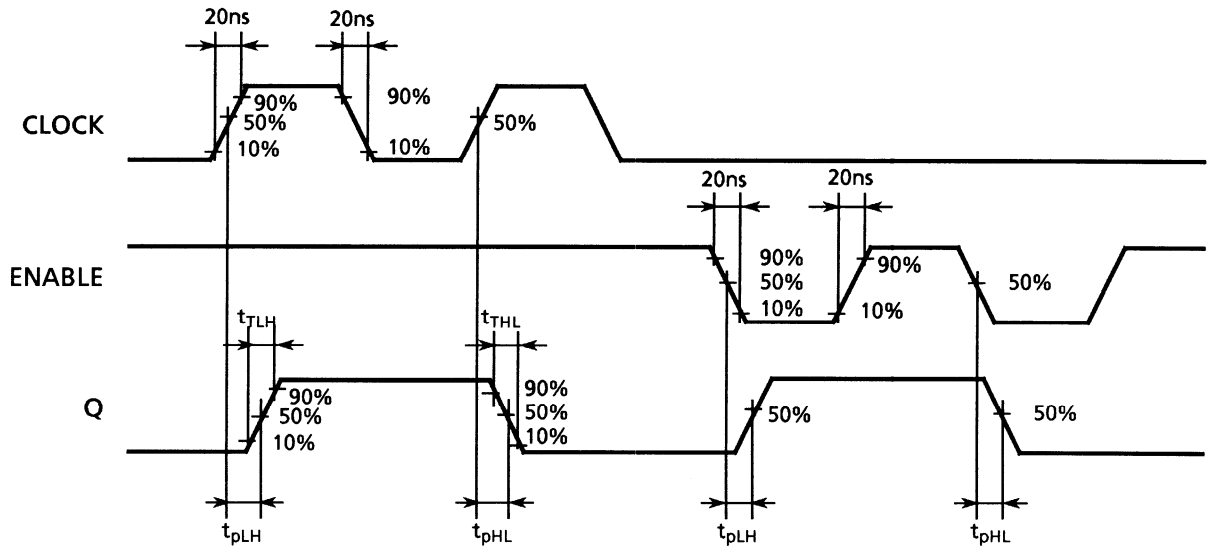 20ns 20ns
90% 90%
CLOCK 50% 50%
10% 10%
20ns 20ns
90% 90%
ENABLE 50% 50%
10% 10%
tTLH tTHL
90% 90%
Q 50% 50% 50% 50%
10% 10%
tpLH tpHL tpLH tpHL